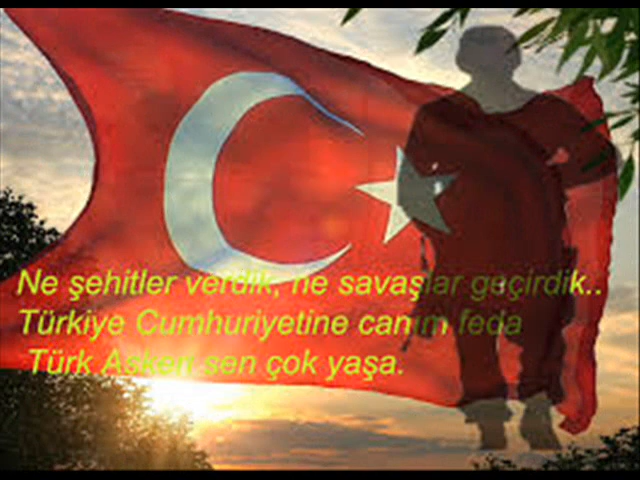 Ne şehitler verdik, ne savaşlar geçirdik..
Türkiye Cumhuriyetine canım feda
Türk Askeri sen çok yaşa.